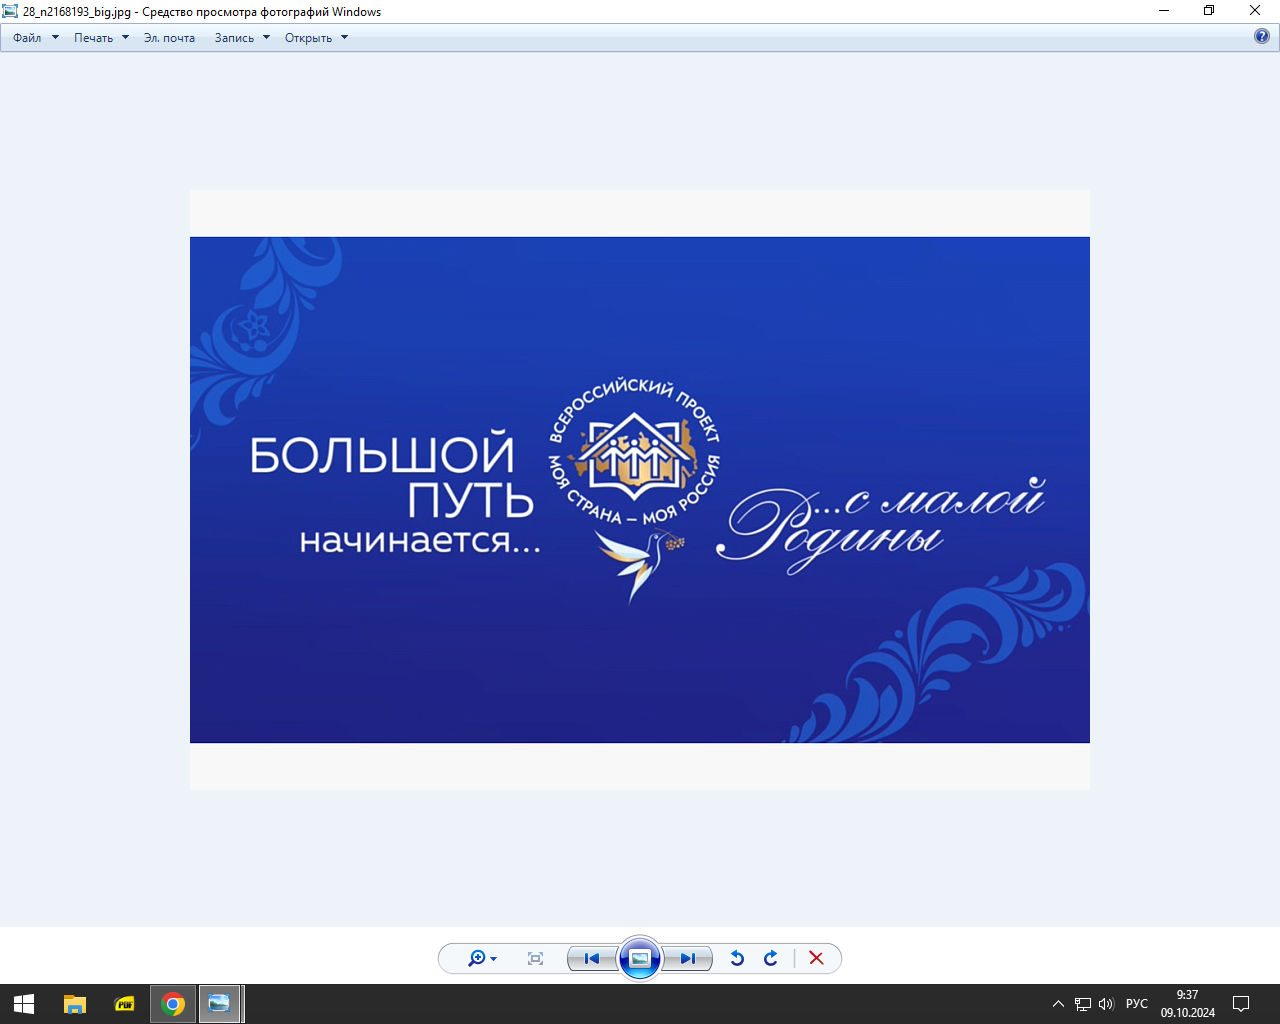 28_n2168193_big.jpg - Средство просмотра фотографий Windows
Файл Печать Эл. почта Запись Открыть
ВСЕРОССИЙСКИЙ ПРОЕКТ
МОЯ СТРАНА – МОЯ РОССИЯ
БОЛЬШОЙ
ПУТЬ
начинается...
...с малой
Родины
PDF
РУС
9:37
09.10.2024